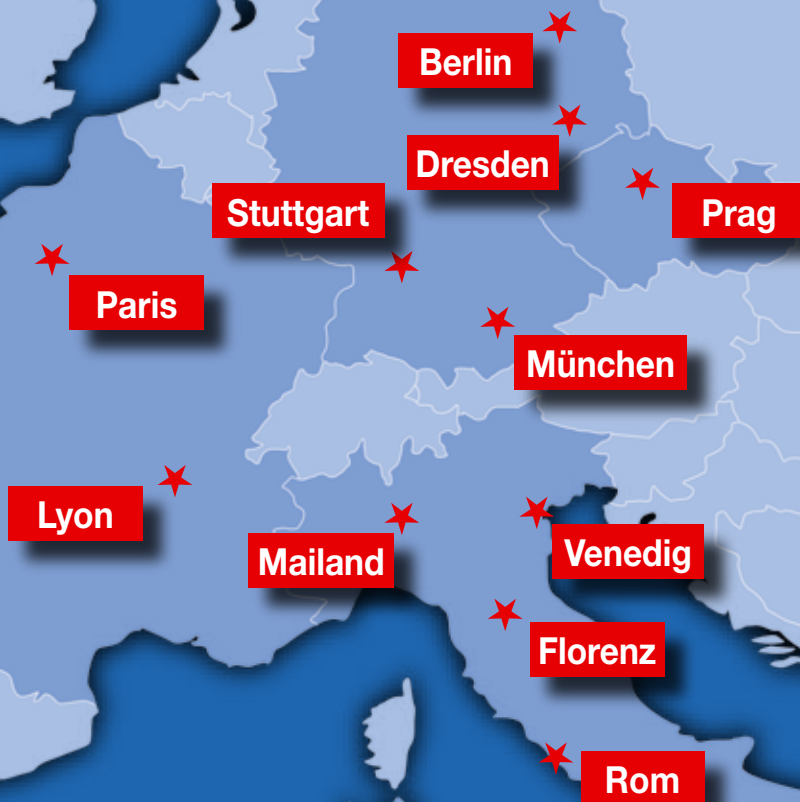 Berlin
Dresden
Stuttgart
Prag
Paris
München
Lyon
Mailand
Venedig
Florenz
Rom